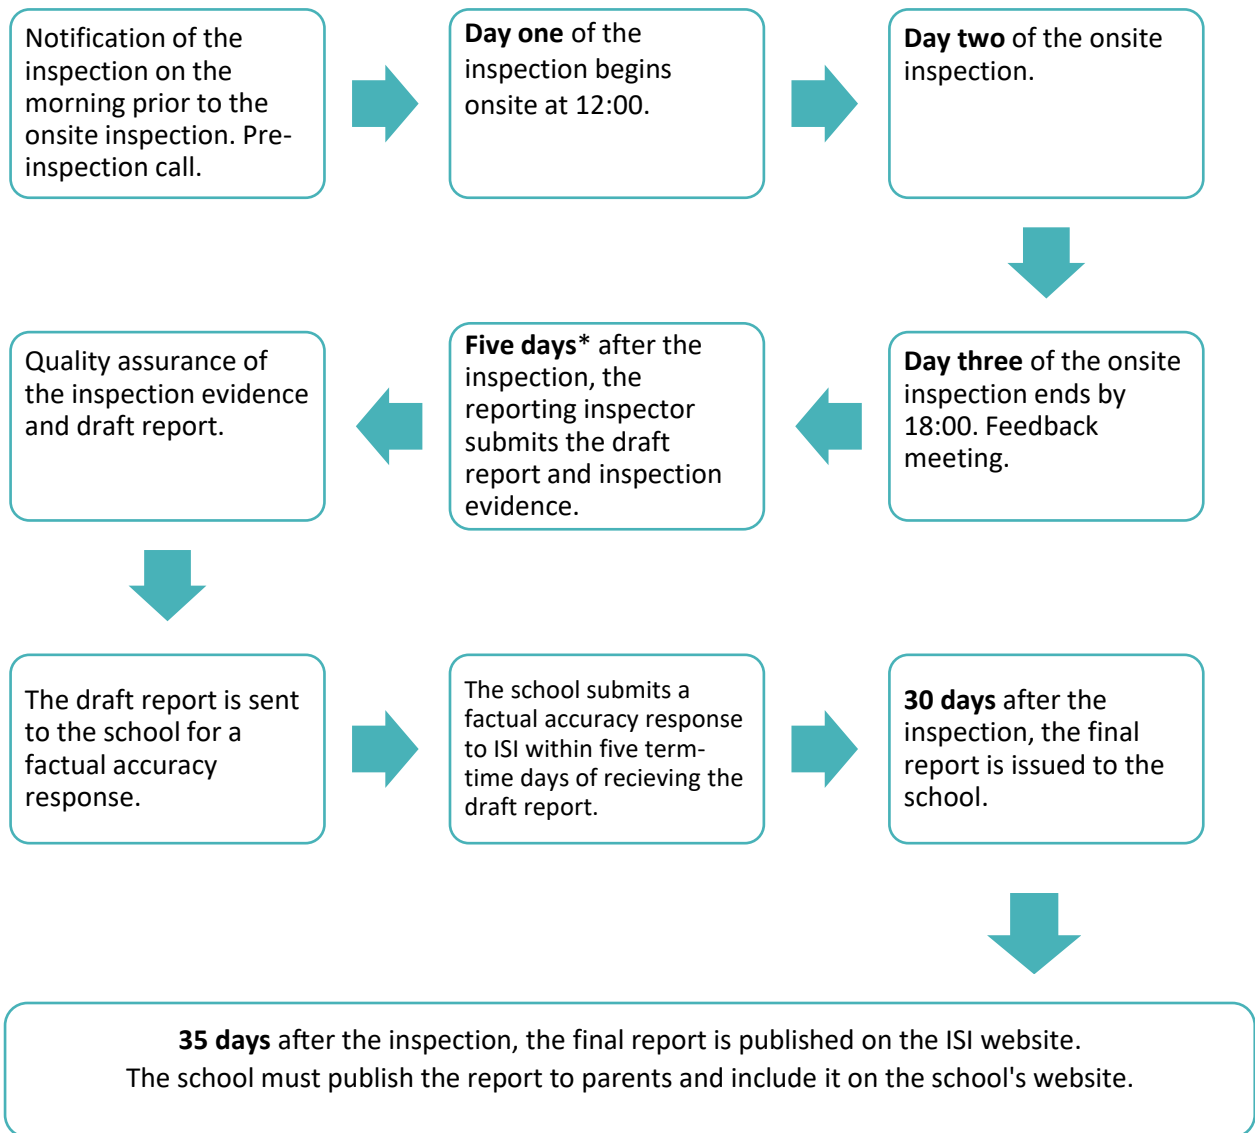 Notification of the
inspection on the
morning prior to the
onsite inspection. Pre-
inspection call.
Day one of the
inspection begins
onsite at 12:00.
Day two of the onsite
inspection.
Day three of the onsite
inspection ends by
18:00. Feedback
meeting.
Five days* after the
inspection, the
reporting inspector
submits the draft
report and inspection
evidence.
Quality assurance of
the inspection evidence
and draft report.
The draft report is sent
to the school for a
factual accuracy
response.
The school submits a
factual accuracy response
to ISI within five term-
time days of recieving the
draft report.
30 days after the
inspection, the final
report is issued to the
school.
35 days after the inspection, the final report is published on the ISI website.
The school must publish the report to parents and include it on the school's website.